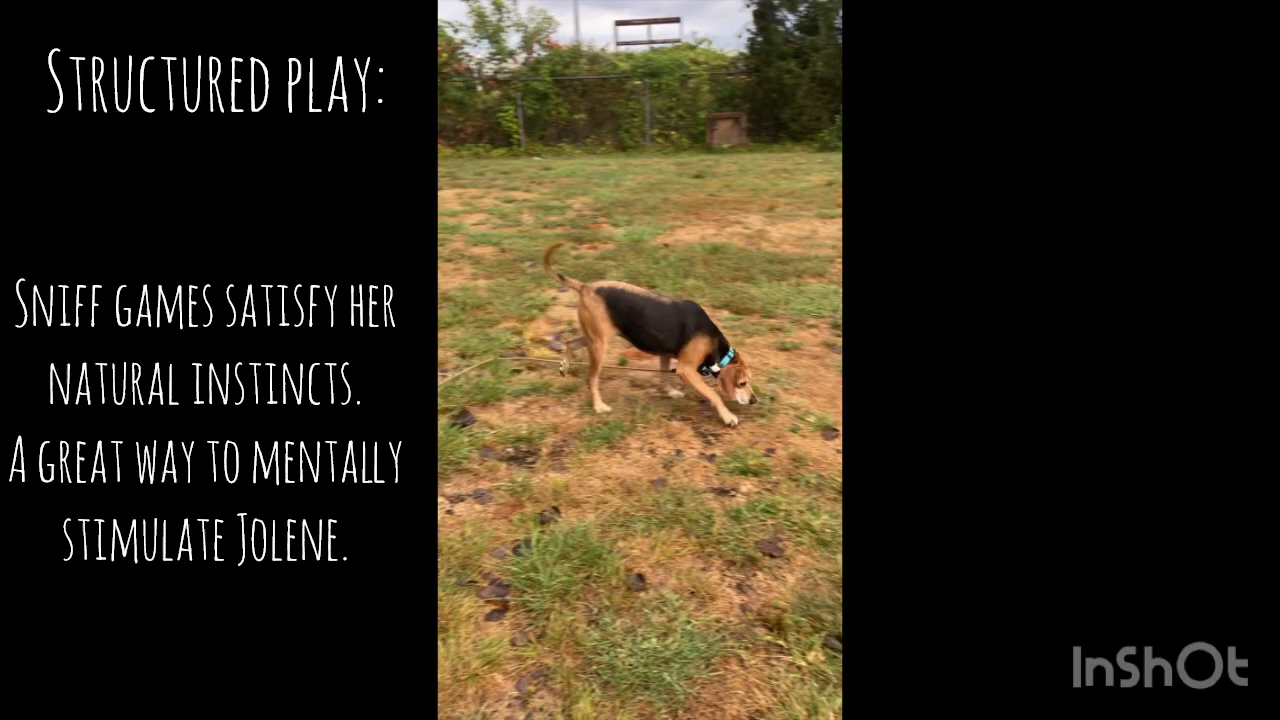 Structured play:
Sniff games satisfy her
natural instincts.
A great way to mentally
stimulate Jolene.
InShOt